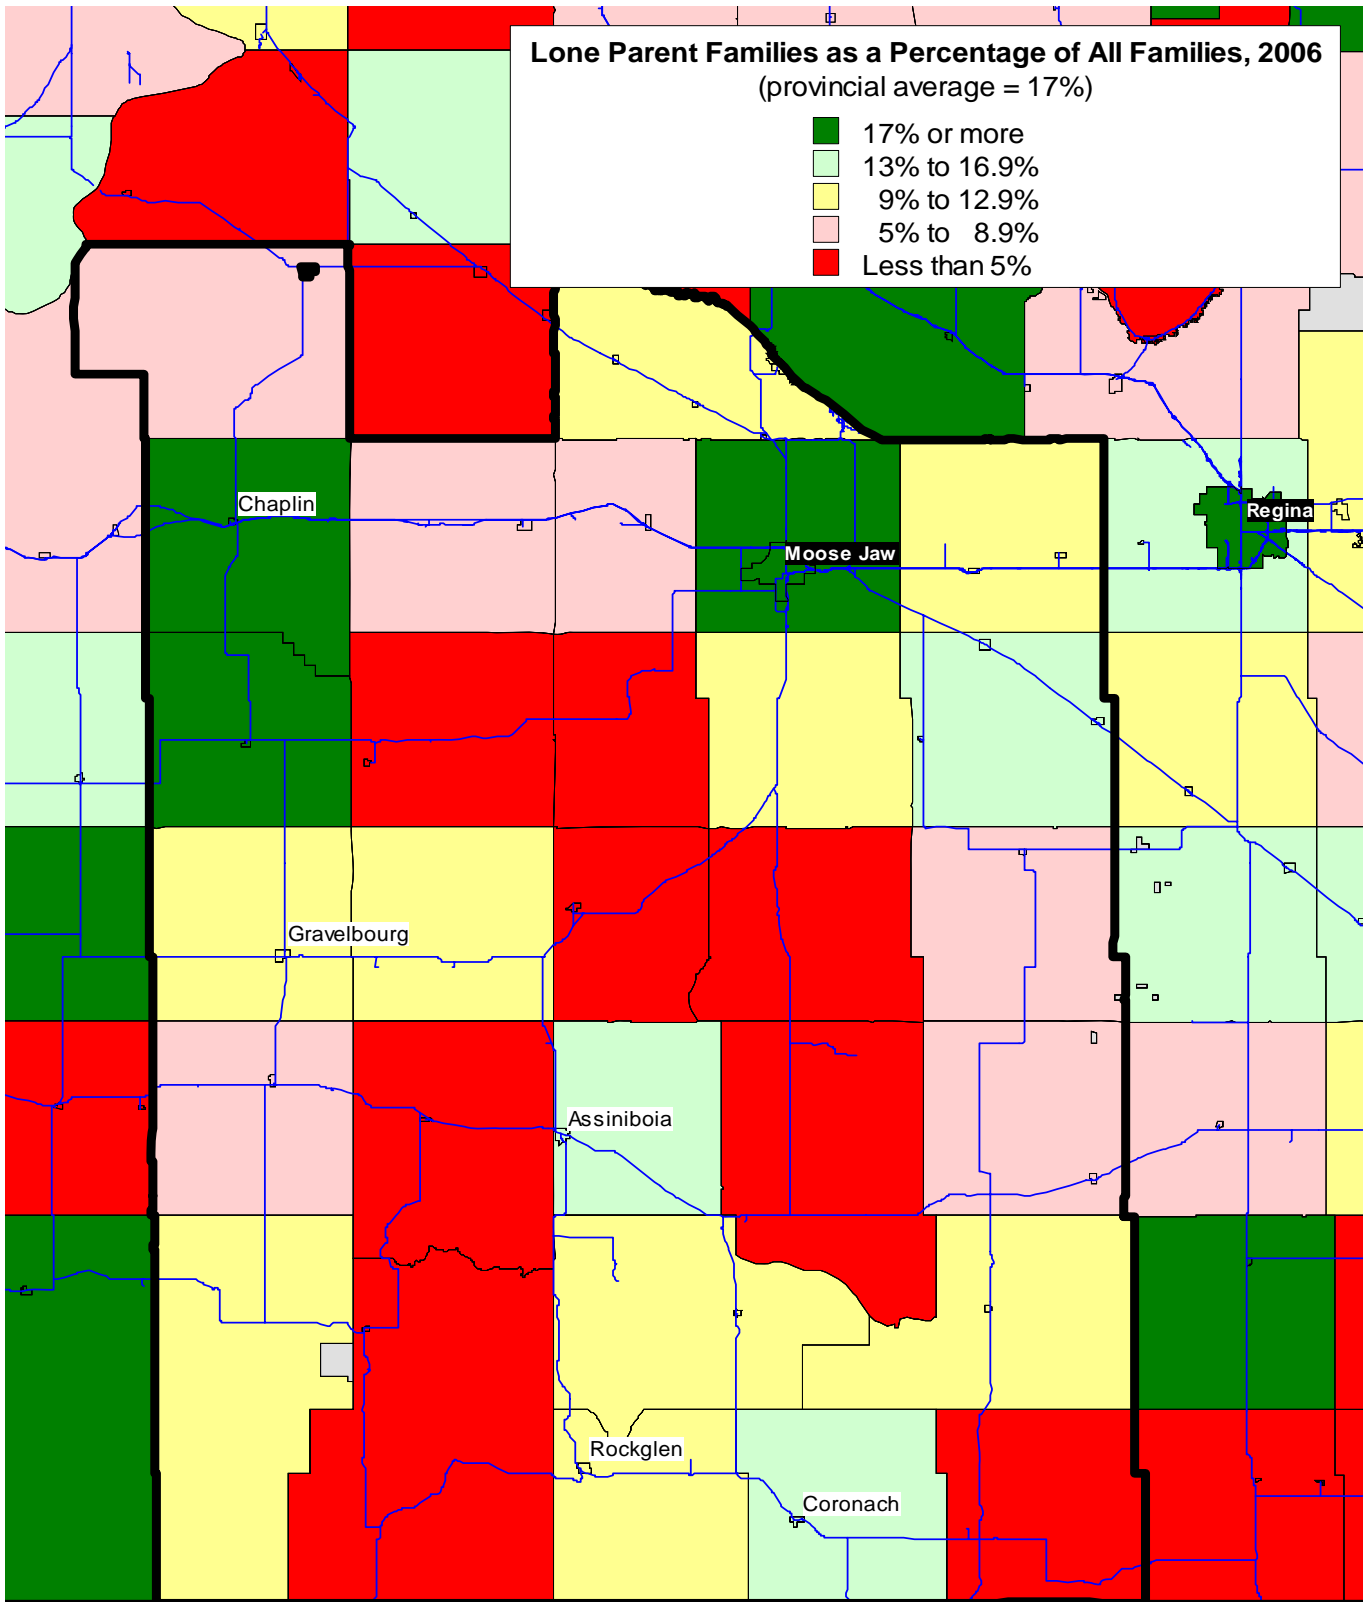 Lone Parent Families as a Percentage of All Families, 2006
(provincial average = 17%)
17% or more
13% to 16.9%
9% to 12.9%
5% to 8.9%
Less than 5%
Chaplin
Regina
Moose Jaw
Gravelbourg
Assiniboia
Rockglen
Coronach